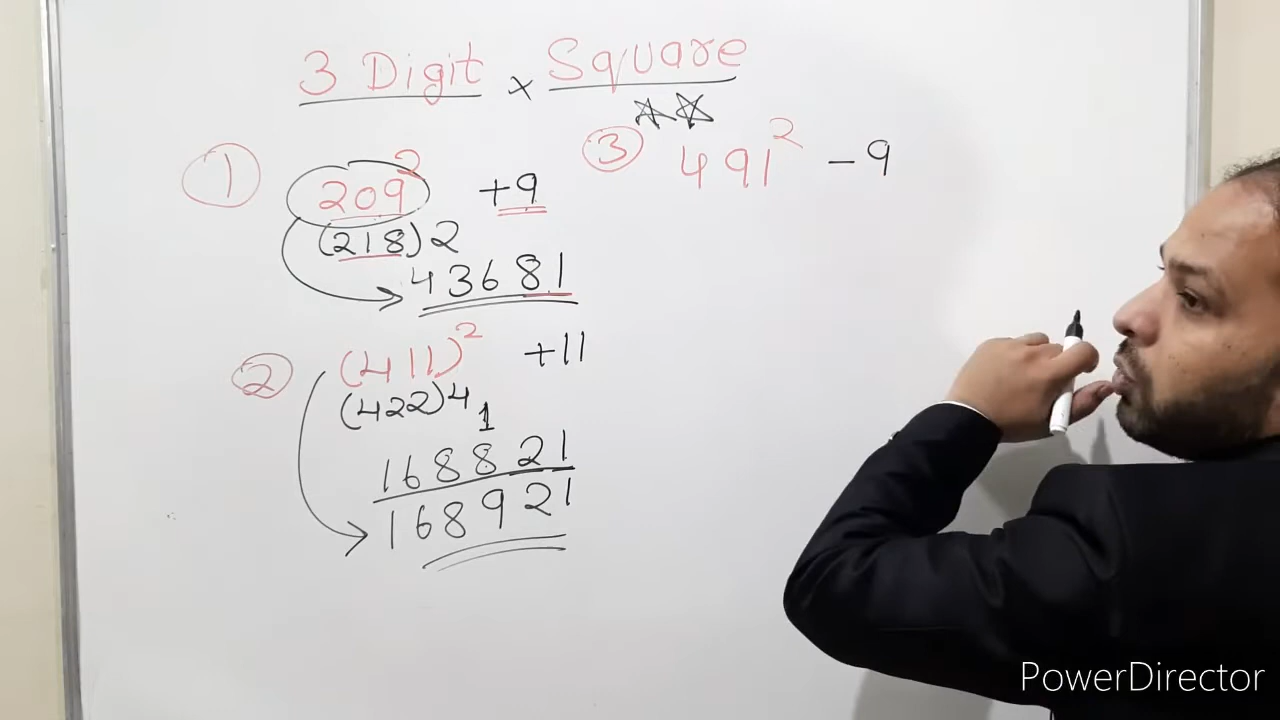 3 Digit × Square
① 209² +9
(218)2
43681
② (411)² +11
(422)4
1
168821
168921
③ 491² -9
PowerDirector